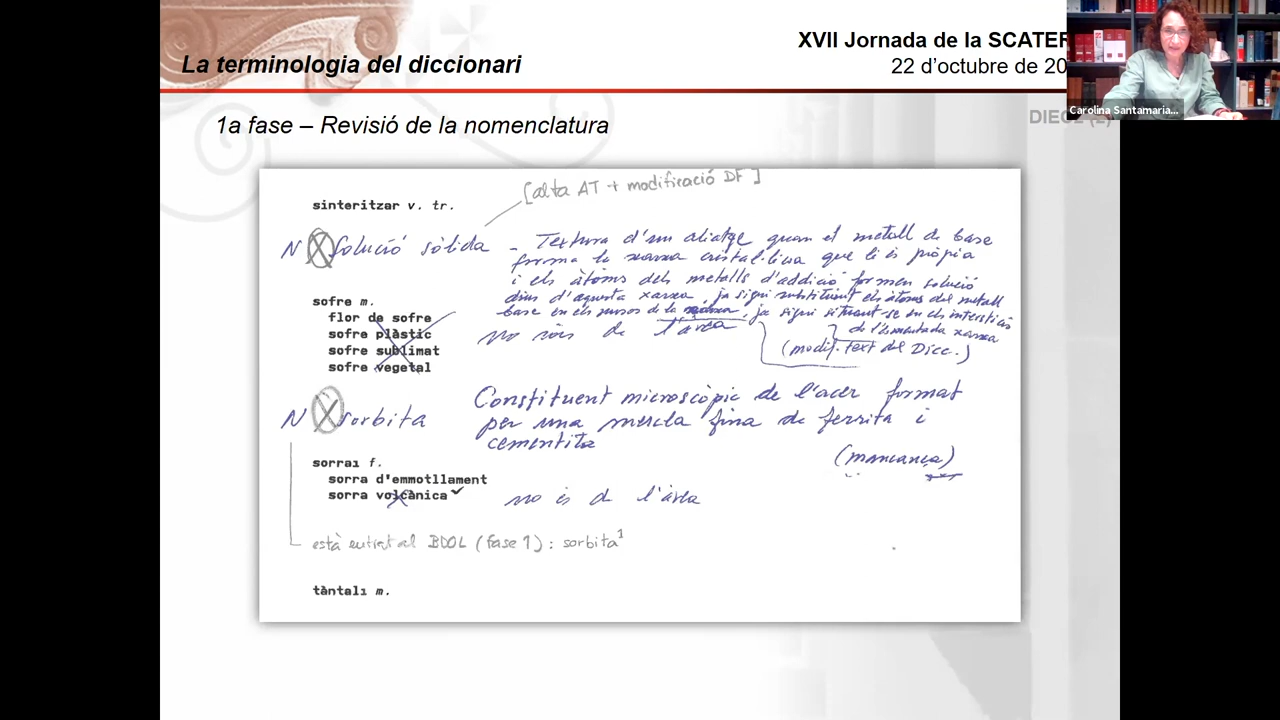 La terminologia del diccionari
XVII Jornada de la SCATER
22 d'octubre de 20
Carolina Santamaria...
DIEC2 (2)
1a fase – Revisió de la nomenclatura
[alta AT + modificació DF]
sinteritzar v. tr.
N solució sòlida - Textura d'un aliatge quan el metall de base
forma la xarxa cristal·lina que li és pròpia
i els àtoms dels metalls d'addició formen solució
dins d'aquesta xarxa, ja sigui substituint els àtoms del metall
base en els nusos de la xarxa, ja sigui situant-se en els intersticis
de l'esmentada xarxa
sofre m.
flor de sofre
sofre plàstic
sofre sublimat
sofre vegetal
no són de l'àrea
(modif. text del Dicc.)
N sorbita
Constituent microscòpic de l'acer format
per una mescla fina de ferrita i
cementita
(mancança)
sorra1 f.
sorra d'emmotllament
sorra volcànica ✓
no és de l'àrea
està entrat al BDOL (fase 1): sorbita1
tàntal1 m.